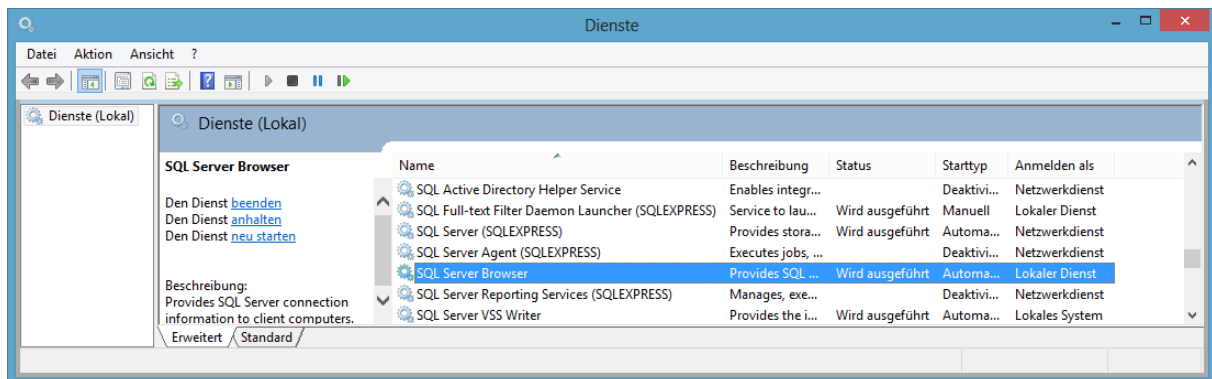 Dienste
Datei Aktion Ansicht ?
Dienste (Lokal)
Dienste (Lokal)
SQL Server Browser
Den Dienst beenden
Den Dienst anhalten
Den Dienst neu starten
Beschreibung:
Provides SQL Server connection
information to client computers.
Name Beschreibung Status Starttyp Anmelden als
SQL Active Directory Helper Service Enables integr... Deaktivi... Netzwerkdienst
SQL Full-text Filter Daemon Launcher (SQLEXPRESS) Service to lau... Wird ausgeführt Manuell Lokaler Dienst
SQL Server (SQLEXPRESS) Provides stora... Wird ausgeführt Automa... Netzwerkdienst
SQL Server Agent (SQLEXPRESS) Executes jobs, ... Deaktivi... Netzwerkdienst
SQL Server Browser Provides SQL ... Wird ausgeführt Automa... Lokaler Dienst
SQL Server Reporting Services (SQLEXPRESS) Manages, exe... Deaktivi... Netzwerkdienst
SQL Server VSS Writer Provides the i... Wird ausgeführt Automa... Lokales System
Erweitert Standard